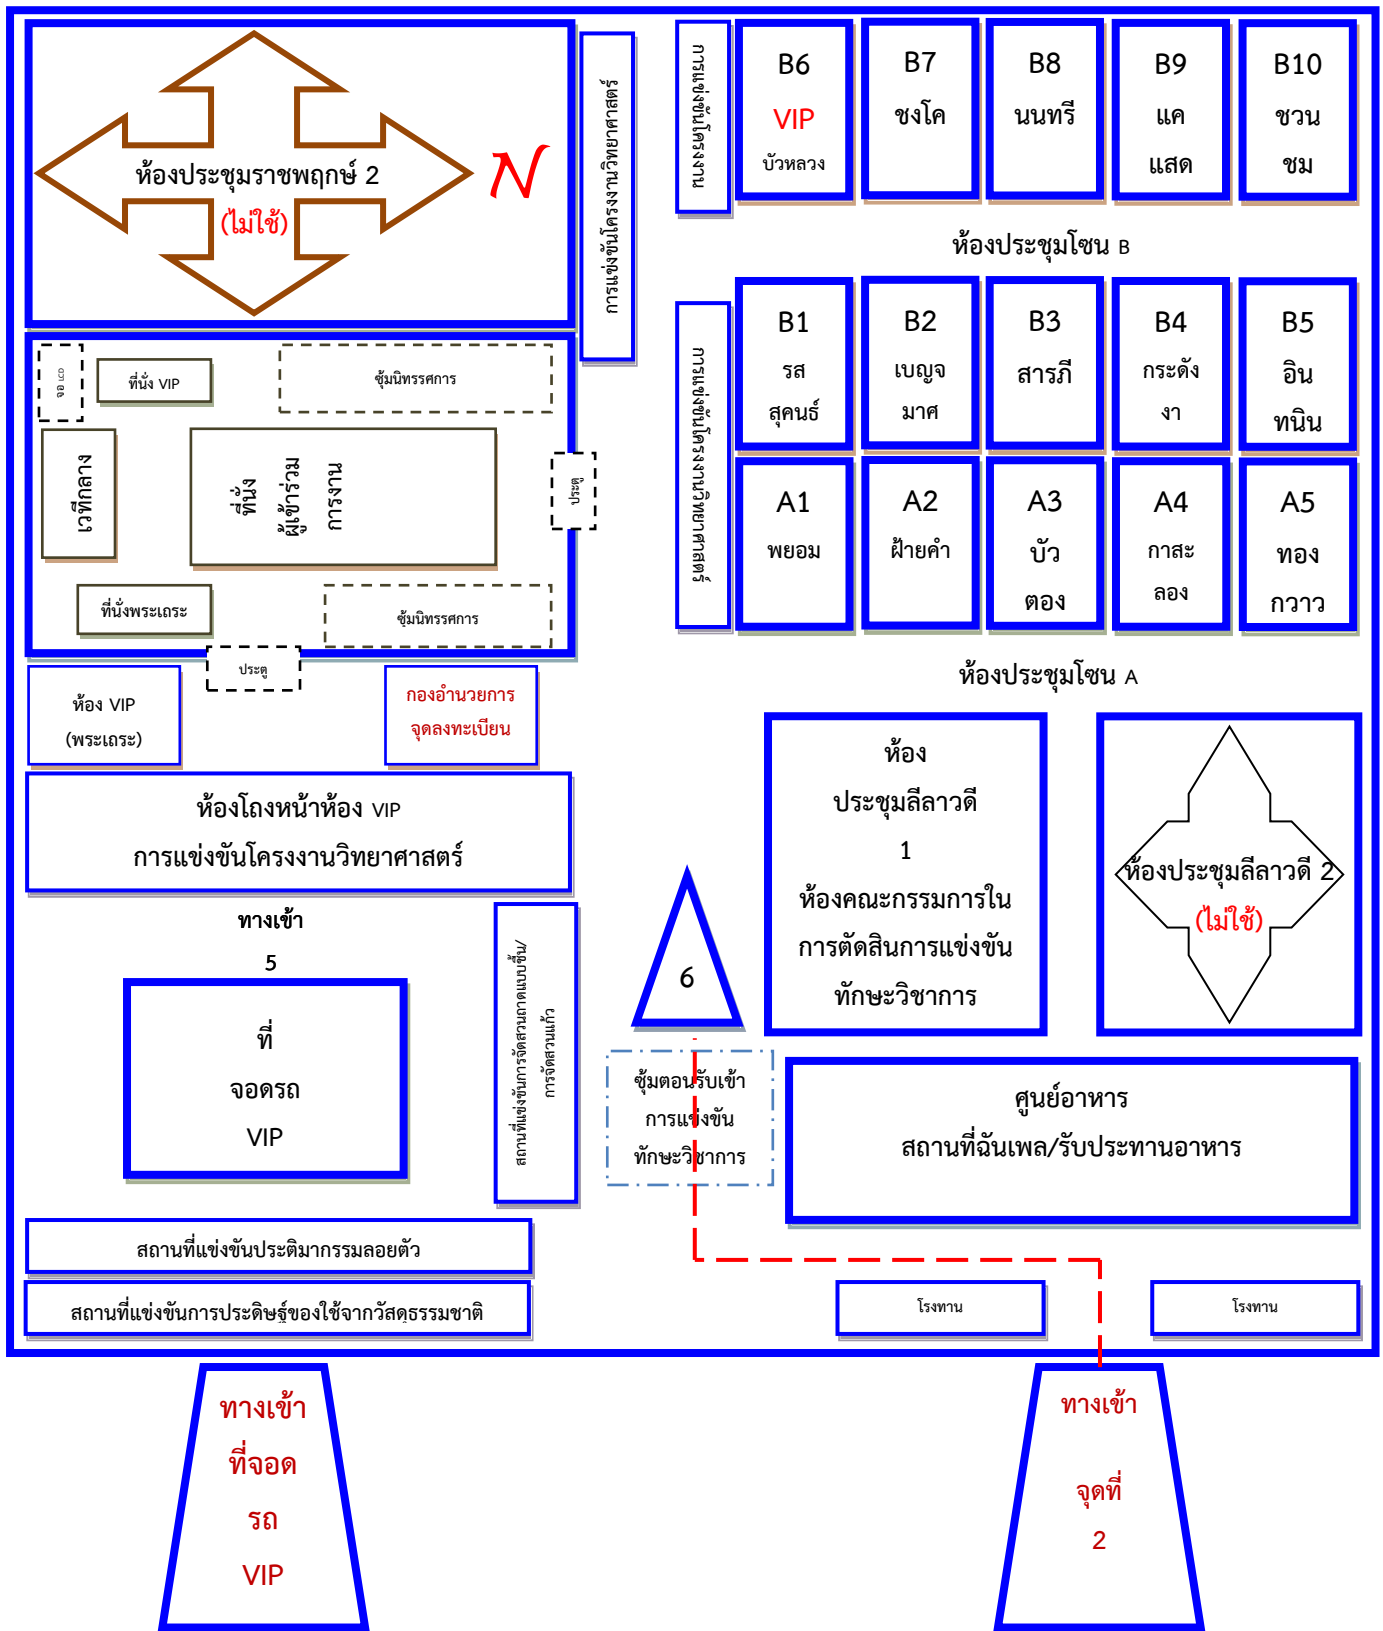 ห้องประชุมราชพฤกษ์ 2
(ไม่ใช้)
N
การแข่งขันโครงงานวิทยาศาสตร์
การแข่งขันโครงงาน
B6
VIP
บัวหลวง
B7
ชงโค
B8
นนทรี
B9
แค
แสด
B10
ชวน
ชม
ห้องประชุมโซน B
จอ LCD
ที่นั่ง VIP
ซุ้มนิทรรศการ
เวทีกลาง
ที่นั่ง
ผู้เข้าร่วม
การงาน
ประตู
ที่นั่งพระเถระ
ซุ้มนิทรรศการ
ประตู
การแข่งขันโครงงานวิทยาศาสตร์
B1
รส
สุคนธ์
B2
เบญจ
มาศ
B3
สารภี
B4
กระดัง
งา
B5
อิน
ทนิน
A1
พยอม
A2
ฝ้ายคำ
A3
บัว
ตอง
A4
กาสะ
ลอง
A5
ทอง
กวาว
ห้องประชุมโซน A
ห้อง VIP
(พระเถระ)
กองอำนวยการ
จุดลงทะเบียน
ห้องโถงหน้าห้อง VIP
การแข่งขันโครงงานวิทยาศาสตร์
ห้อง
ประชุมลีลาวดี
1
ห้องคณะกรรมการใน
การตัดสินการแข่งขัน
ทักษะวิชาการ
ห้องประชุมลีลาวดี 2
(ไม่ใช้)
ทางเข้า
5
ที่
จอดรถ
VIP
สถานที่แข่งขันการจัดสวนถาดแบบชื้น/
การจัดสวนแก้ว
6
ซุ้มตอนรับเข้า
การแข่งขัน
ทักษะวิชาการ
ศูนย์อาหาร
สถานที่ฉันเพล/รับประทานอาหาร
สถานที่แข่งขันประติมากรรมลอยตัว
สถานที่แข่งขันการประดิษฐ์ของใช้จากวัสดุธรรมชาติ
โรงทาน
โรงทาน
ทางเข้า
ที่จอด
รถ
VIP
ทางเข้า
จุดที่
2